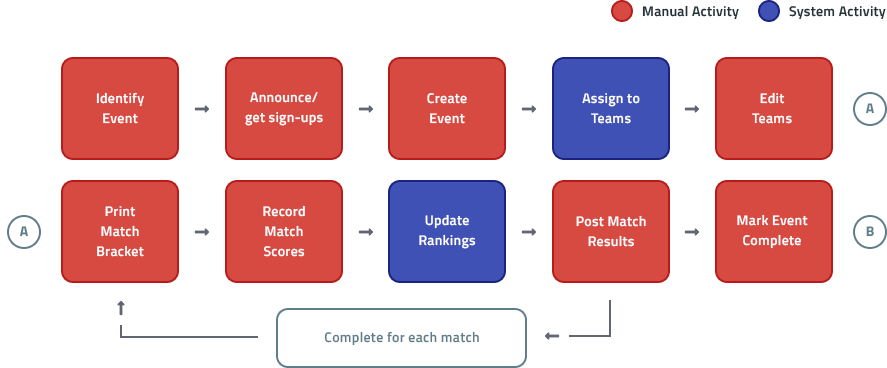 Manual Activity
System Activity
Identify
Event
Announce/
get sign-ups
Create
Event
Assign to
Teams
Edit
Teams
A
A
Print
Match
Bracket
Record
Match
Scores
Update
Rankings
Post Match
Results
Mark Event
Complete
B
Complete for each match